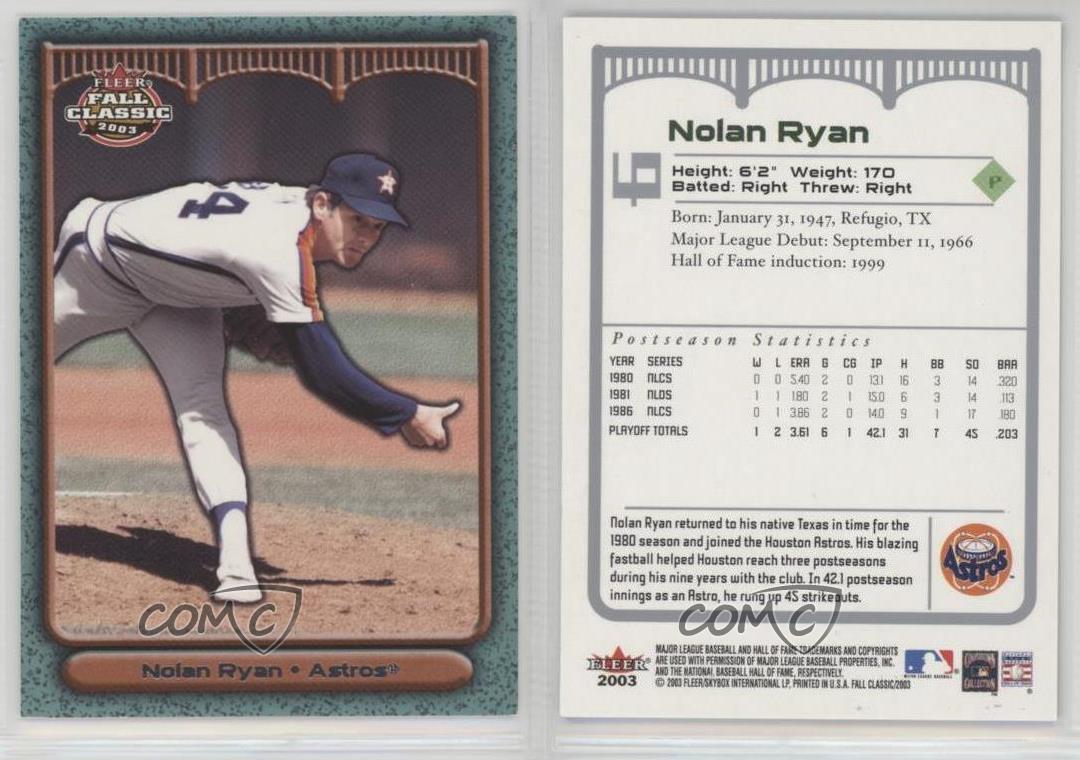 FLEER
FALL
CLASSIC
2003
4
Nolan Ryan • Astros®
COMC
Nolan Ryan
Height: 6'2" Weight: 170
Batted: Right Threw: Right
P
Born: January 31, 1947, Refugio, TX
Major League Debut: September 11, 1966
Hall of Fame induction: 1999
Postseason Statistics
YEAR SERIES W L ERA G CG IP H BB SO BAA
1980 NLCS 0 0 5.40 2 0 13.1 16 3 14 .320
1981 NLDS 1 1 1.80 2 1 15.0 6 3 14 .113
1986 NLCS 0 1 3.86 2 0 14.0 9 1 17 .180
PLAYOFF TOTALS 1 2 3.61 6 1 42.1 31 7 45 .203
Nolan Ryan returned to his native Texas in time for the
1980 season and joined the Houston Astros. His blazing
fastball helped Houston reach three postseasons
during his nine years with the club. In 42.1 postseason
innings as an Astro, he rung up 45 strikeouts.
Astros™
COMC
FLEER®
2003
MAJOR LEAGUE BASEBALL AND HALL OF FAME TRADEMARKS AND COPYRIGHTS
ARE USED WITH PERMISSION OF MAJOR LEAGUE BASEBALL PROPERTIES, INC.
AND THE NATIONAL BASEBALL HALL OF FAME, RESPECTIVELY.
© 2003 FLEER/SKYBOX INTERNATIONAL LP, PRINTED IN U.S.A. FALL CLASSIC/2003
MAJOR LEAGUE BASEBALL
COOPERSTOWN
COLLECTION